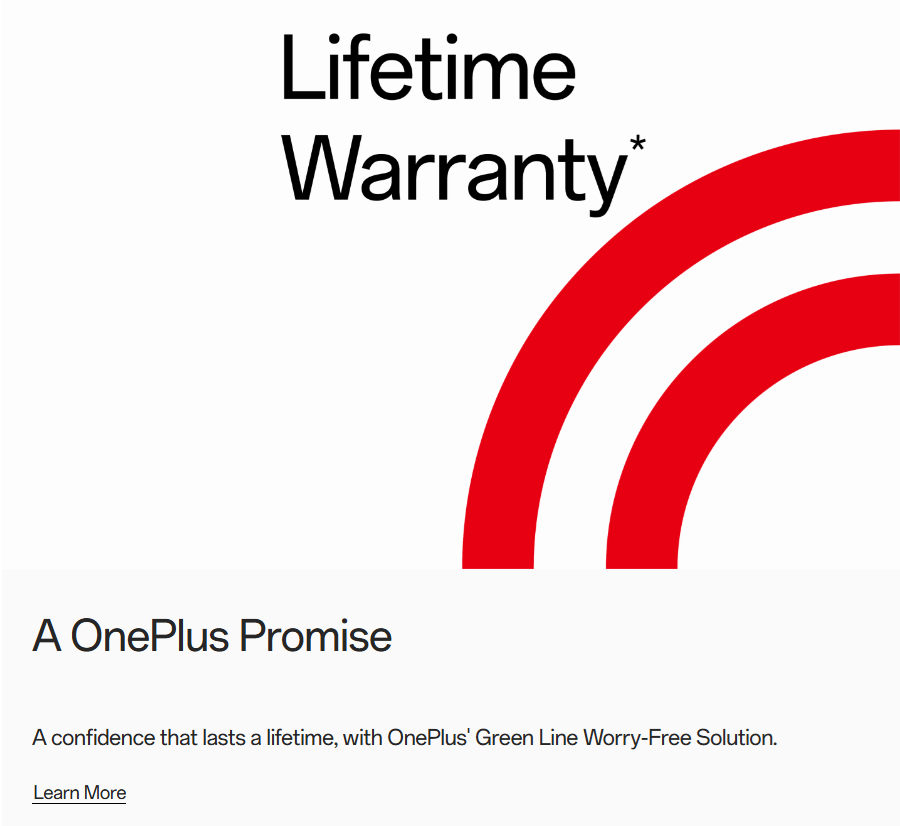 Lifetime
Warranty*
A OnePlus Promise
A confidence that lasts a lifetime, with OnePlus' Green Line Worry-Free Solution.
Learn More